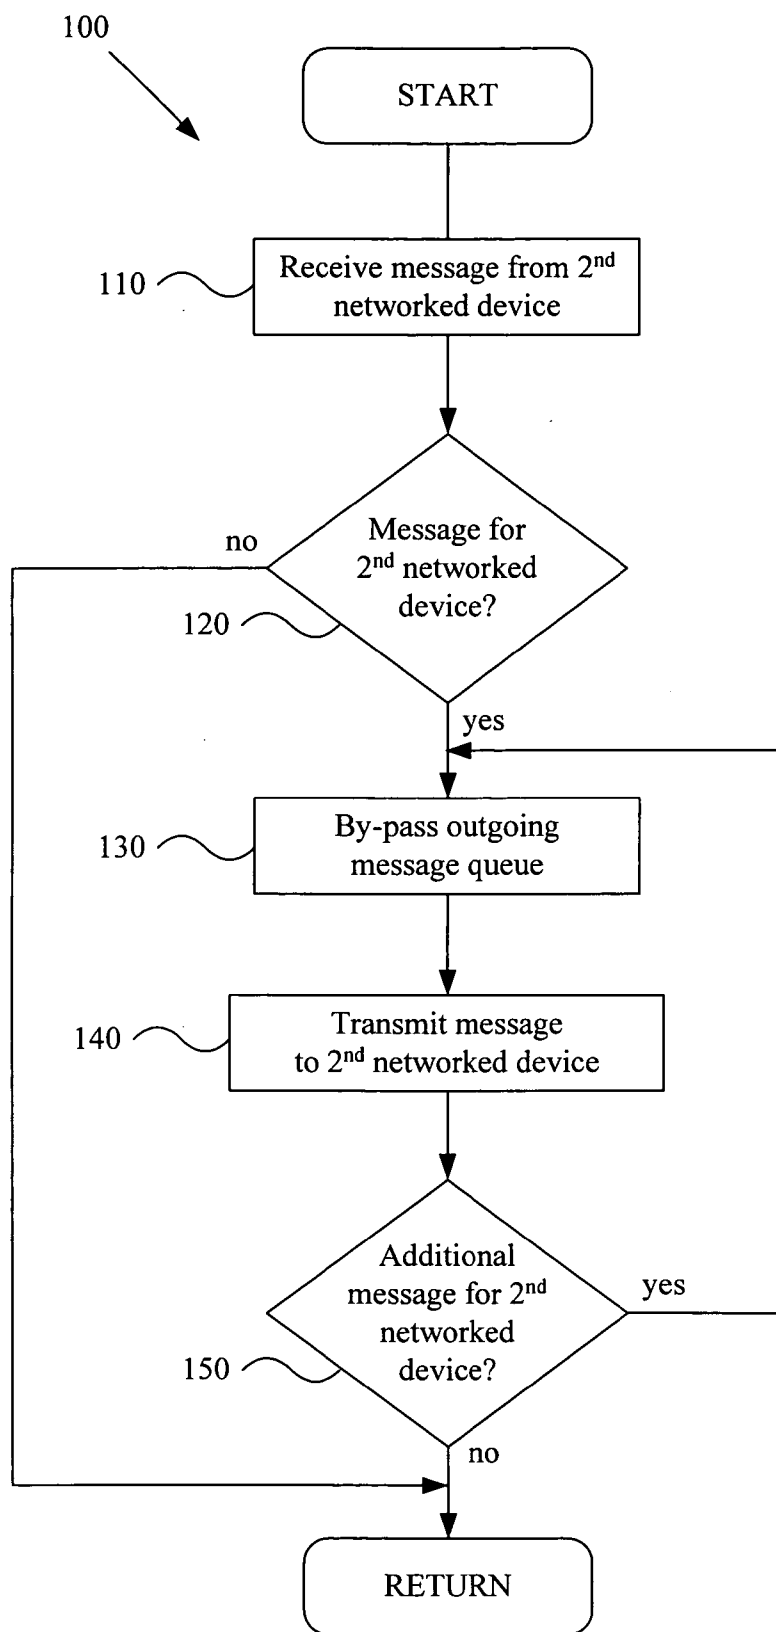 100
START
110
Receive message from 2nd
networked device
no
Message for
2nd networked
device?
120
yes
130
By-pass outgoing
message queue
140
Transmit message
to 2nd networked device
Additional
message for 2nd
networked
device?
yes
150
no
RETURN